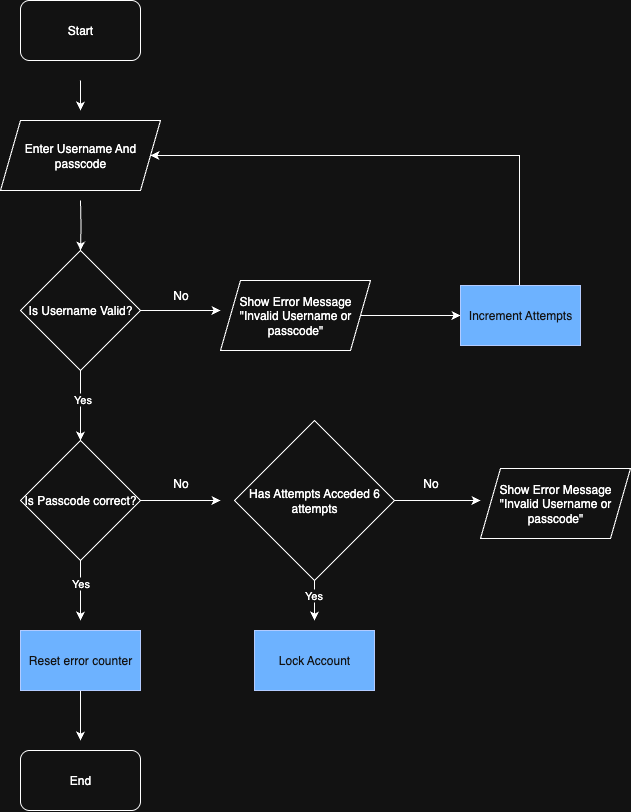 Start
Enter Username And
passcode
Is Username Valid?
No
Show Error Message
"Invalid Username or
passcode"
Increment Attempts
Yes
Is Passcode correct?
No
Has Attempts Acceded 6
attempts
No
Show Error Message
"Invalid Username or
passcode"
Yes
Yes
Reset error counter
Lock Account
End